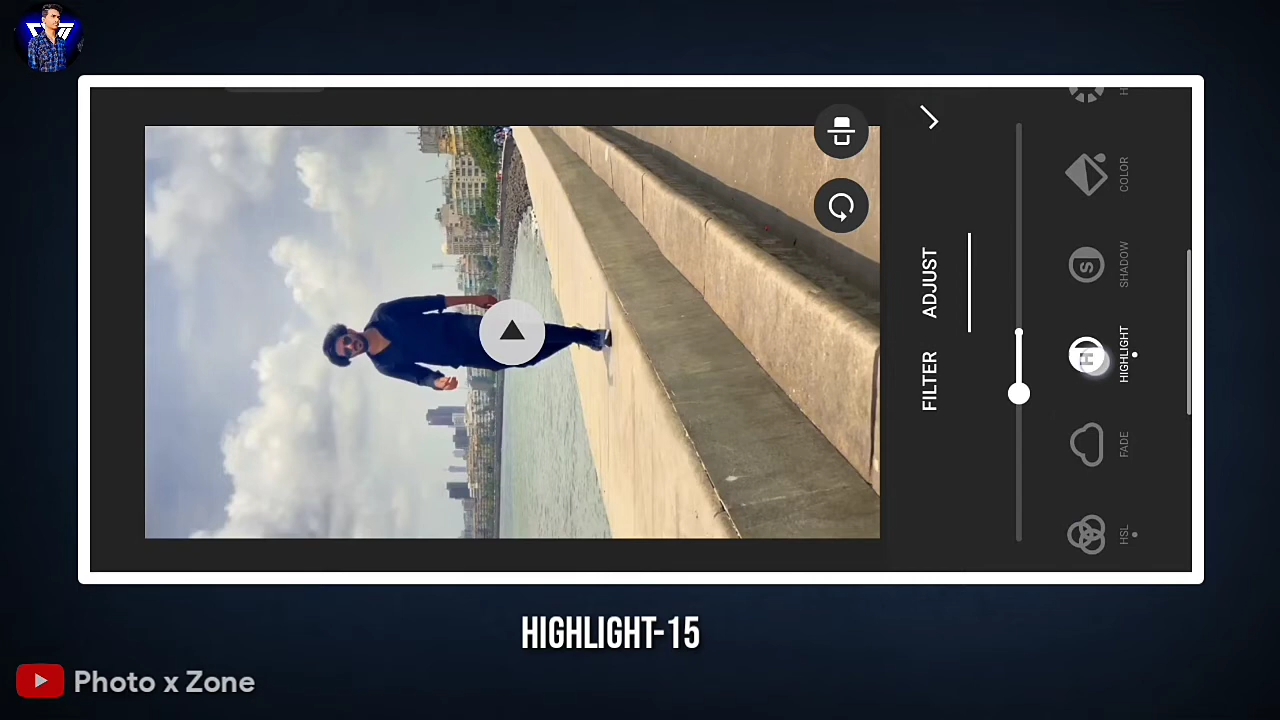 H
COLOR
SHADOW
S
HIGHLIGHT
H
FADE
HSL
ADJUST
FILTER
HIGHLIGHT-15
Photo x Zone